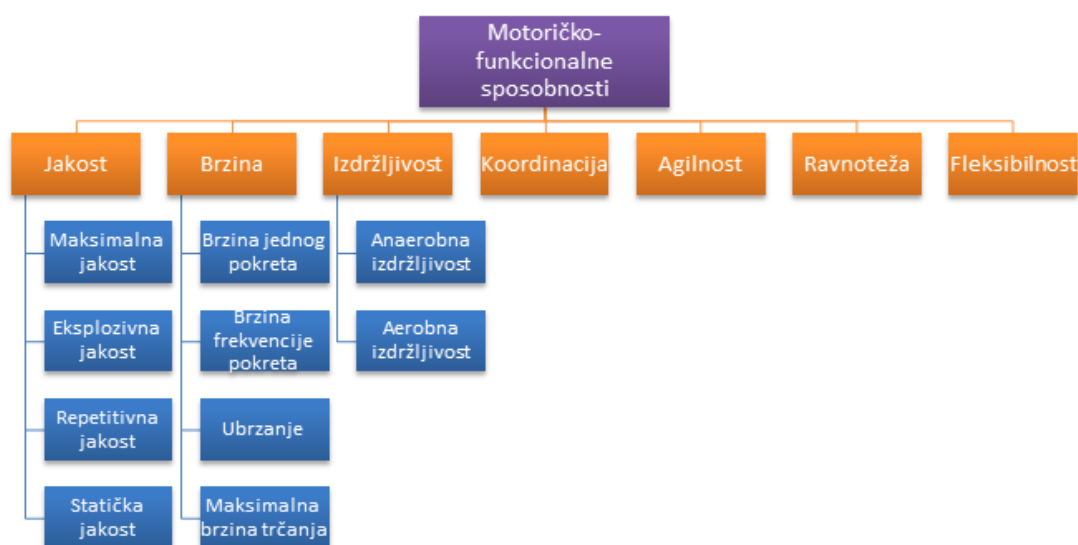 Motoričko-
funkcionalne
sposobnosti
Jakost
Brzina
Izdržljivost
Koordinacija
Agilnost
Ravnoteža
Fleksibilnost
Maksimalna
jakost
Eksplozivna
jakost
Repetitivna
jakost
Statička
jakost
Brzina jednog
pokreta
Brzina
frekvencije
pokreta
Ubrzanje
Maksimalna
brzina trčanja
Anaerobna
izdržljivost
Aerobna
izdržljivost